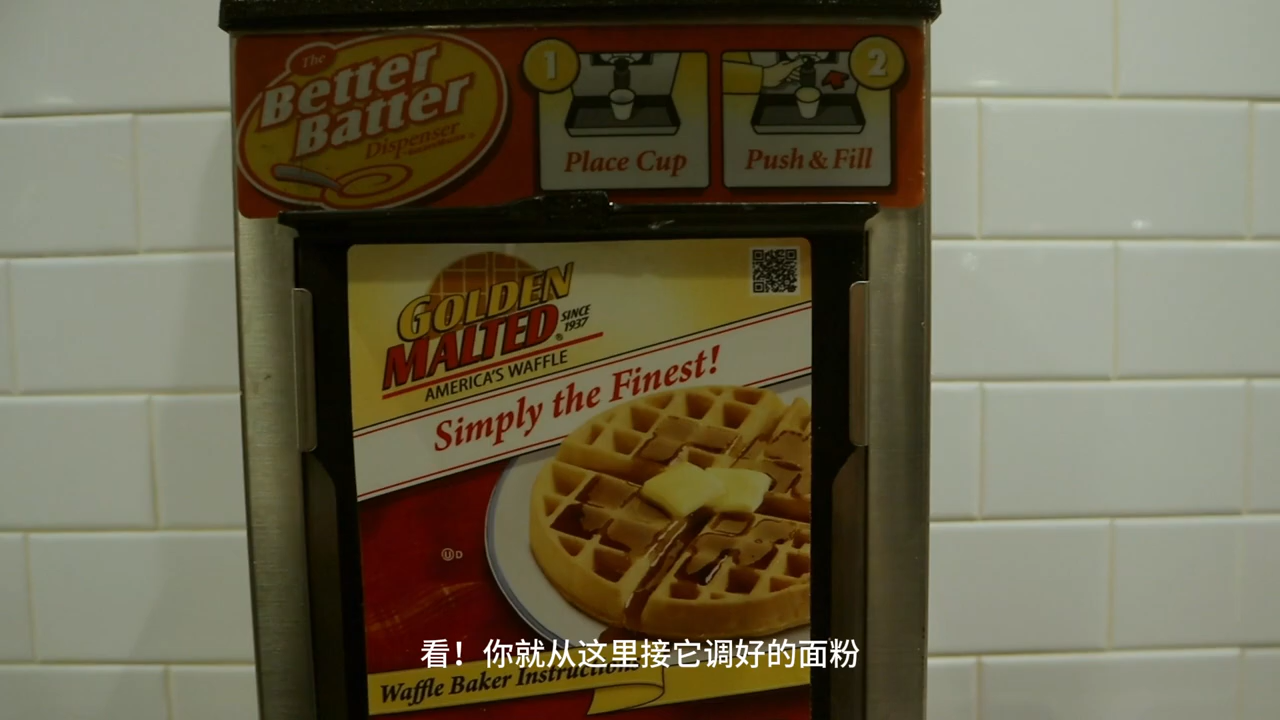 The
Better
Batter
Dispenser
1
Place Cup
2
Push & Fill
GOLDEN
MALTED
SINCE
1937
AMERICA'S WAFFLE
Simply the Finest!
U D
看！你就从这里接它调好的面粉
Waffle Baker Instructions